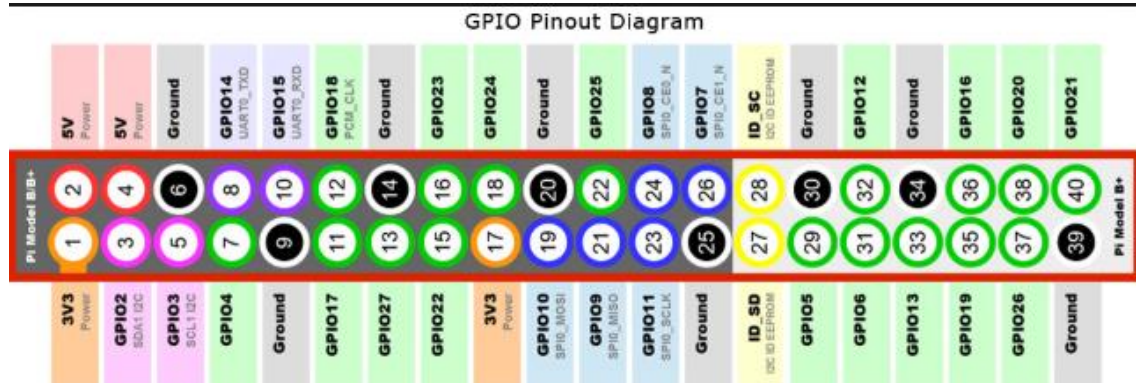 GPIO Pinout Diagram
5V
Power
5V
Power
Ground
GPIO14
UART0_TXD
GPIO15
UART0_RXD
GPIO18
PCM_CLK
Ground
GPIO23
GPIO24
Ground
GPIO25
GPIO8
SPI0_CE0_N
GPIO7
SPI0_CE1_N
ID_SC
I2C ID EEPROM
Ground
GPIO12
Ground
GPIO16
GPIO20
GPIO21
Pi Model B/B+
2 4 6 8 10 12 14 16 18 20 22 24 26 28 30 32 34 36 38 40
1 3 5 7 9 11 13 15 17 19 21 23 25 27 29 31 33 35 37 39
Pi Model B+
3V3
Power
GPIO2
SDA1 I2C
GPIO3
SCL1 I2C
GPIO4
Ground
GPIO17
GPIO27
GPIO22
3V3
Power
GPIO10
SPI0_MOSI
GPIO9
SPI0_MISO
GPIO11
SPI0_SCLK
Ground
ID_SD
I2C ID EEPROM
GPIO5
GPIO6
GPIO13
GPIO19
GPIO26
Ground